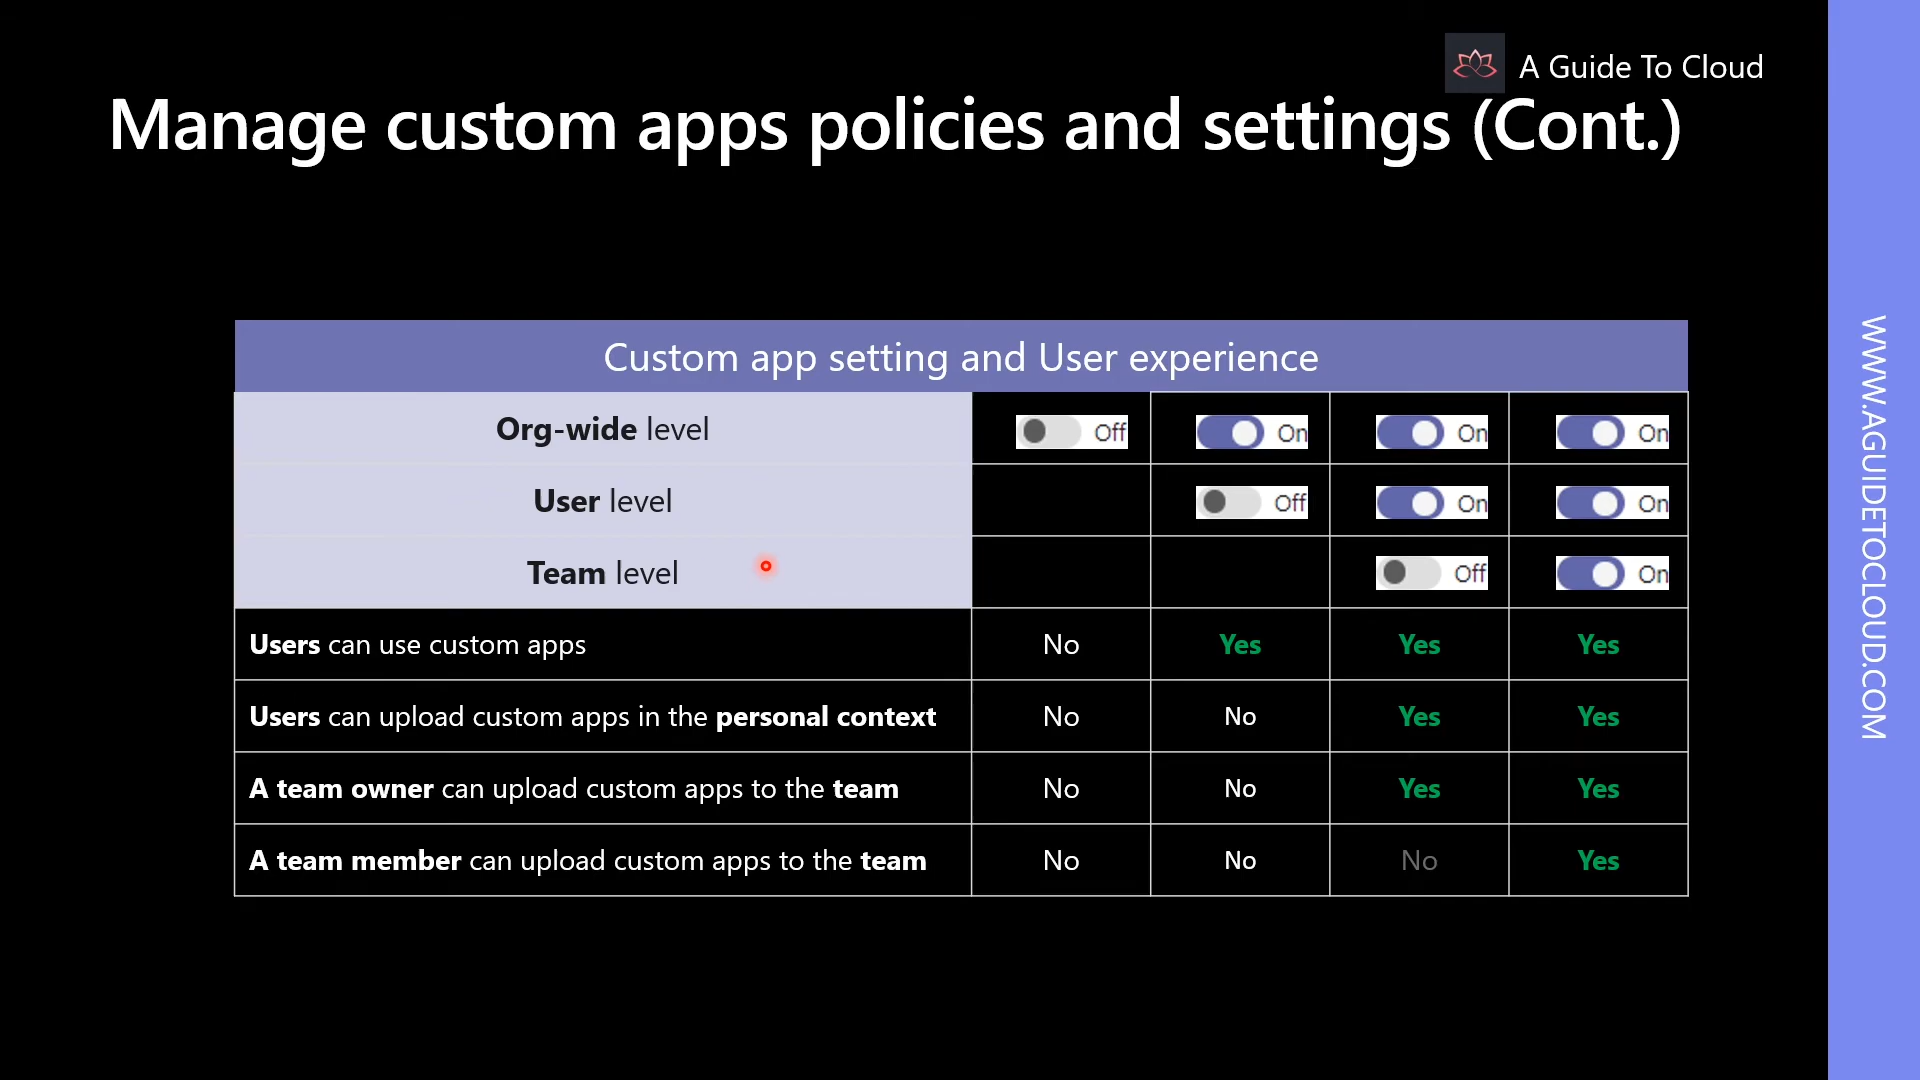 A Guide To Cloud
Manage custom apps policies and settings (Cont.)
Custom app setting and User experience
Org-wide level Off On On On
User level Off On On
Team level Off On
Users can use custom apps No Yes Yes Yes
Users can upload custom apps in the personal context No No Yes Yes
A team owner can upload custom apps to the team No No Yes Yes
A team member can upload custom apps to the team No No No Yes
WWW.AGUIDETOCLOUD.COM